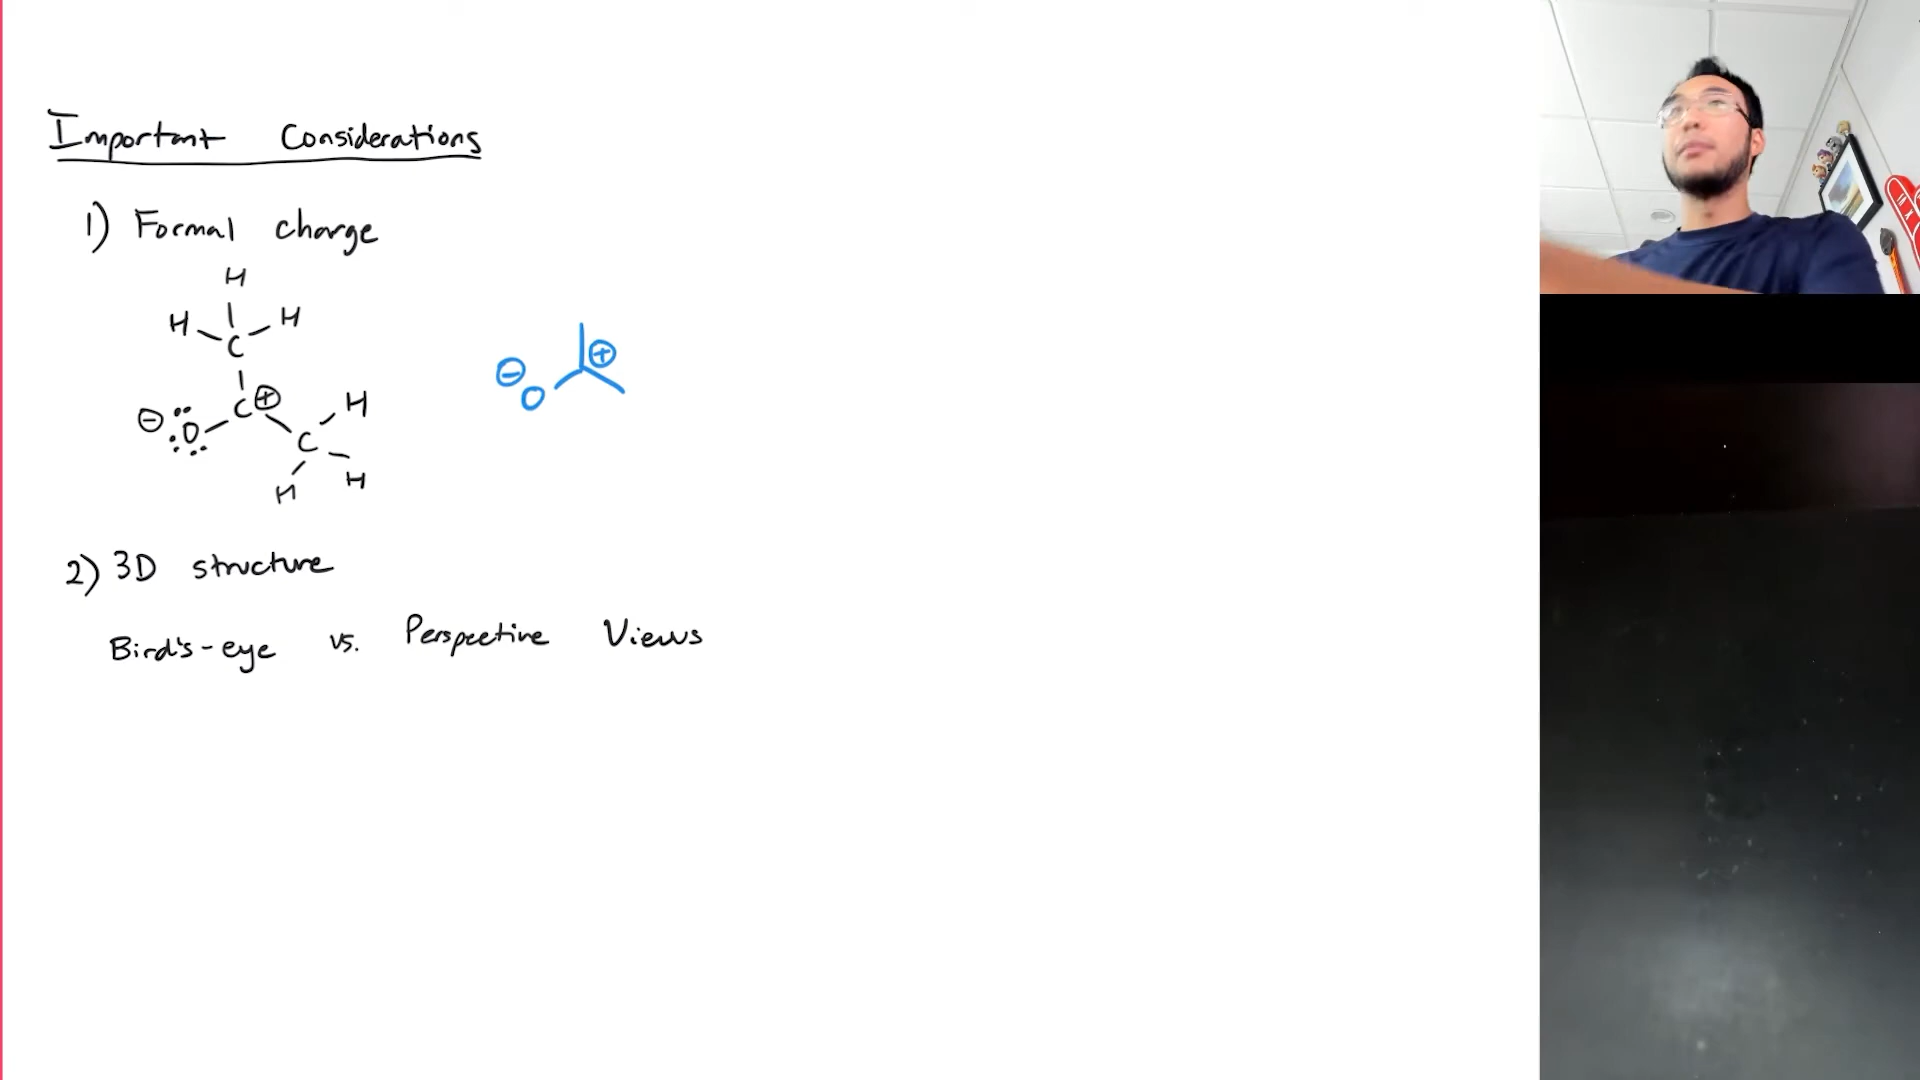 Important Considerations
1) Formal charge
H
H C H
⊖ O C ⊕ C H
H H
⊖ O ⊕
2) 3D structure
Bird's-eye vs. Perspective Views